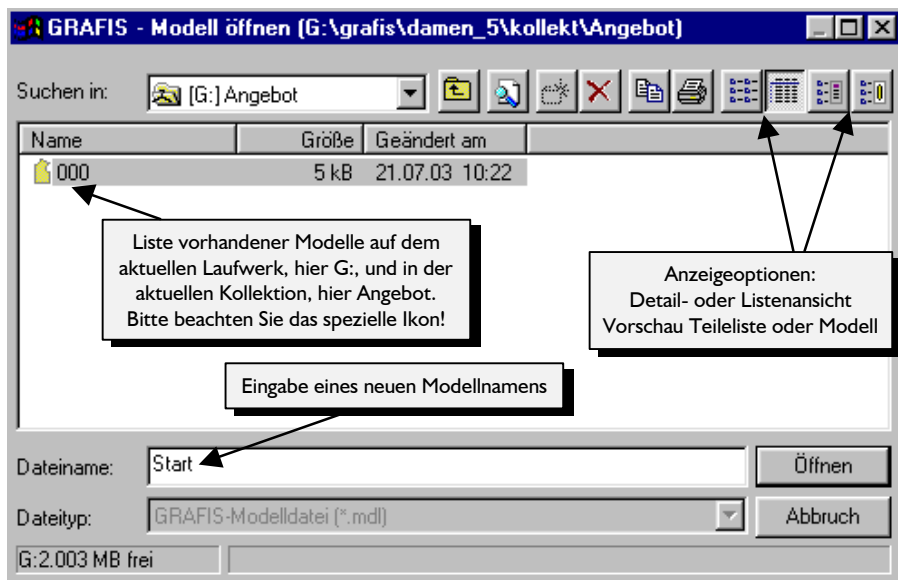 GRAFIS - Modell öffnen (G:\grafis\damen_5\kollekt\Angebot)
Suchen in: [G:] Angebot
Name Größe Geändert am
000 5 kB 21.07.03 10:22
Liste vorhandener Modelle auf dem
aktuellen Laufwerk, hier G:, und in der
aktuellen Kollektion, hier Angebot.
Bitte beachten Sie das spezielle Ikon!
Anzeigeoptionen:
Detail- oder Listenansicht
Vorschau Teileliste oder Modell
Eingabe eines neuen Modellnamens
Dateiname: Start Öffnen
Dateityp: GRAFIS-Modelldatei (*.mdl) Abbruch
G:2.003 MB frei